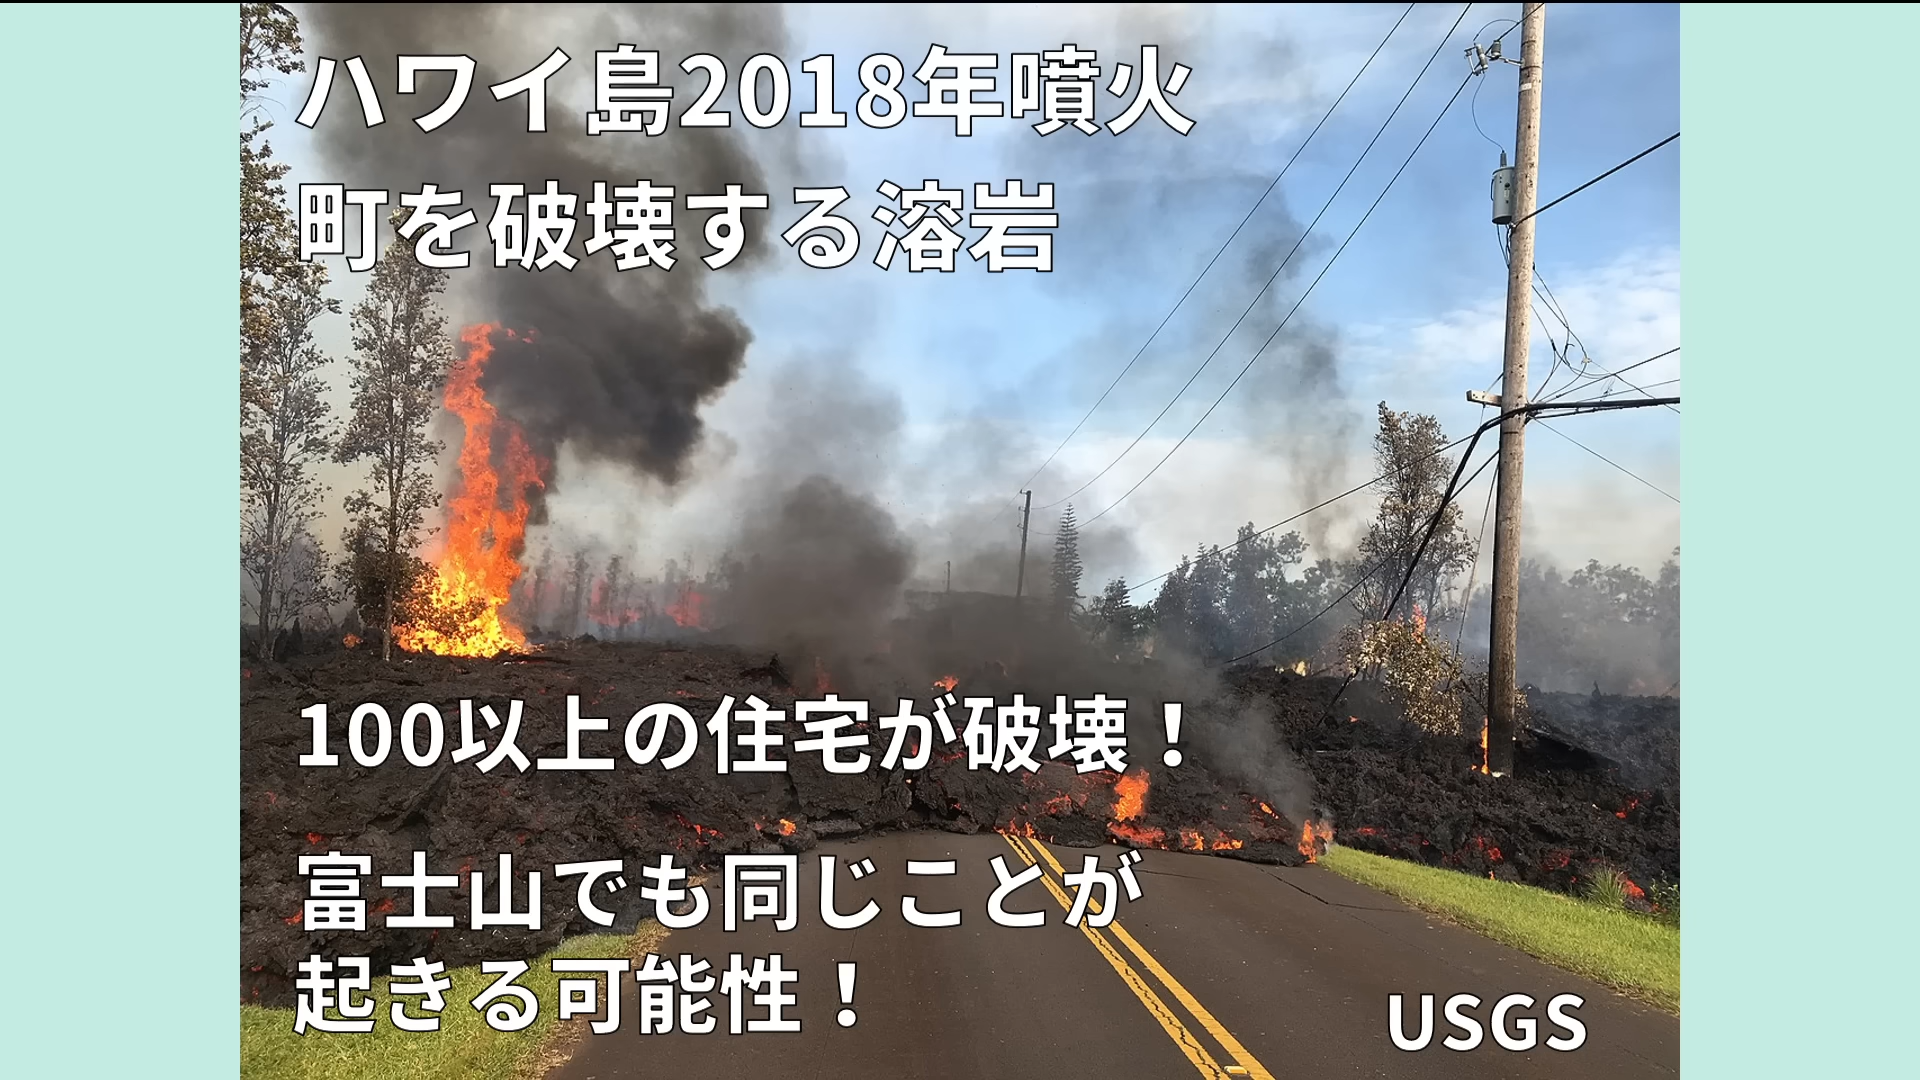 ハワイ島2018年噴火
町を破壊する溶岩
100以上の住宅が破壊！
富士山でも同じことが
起きる可能性！
USGS